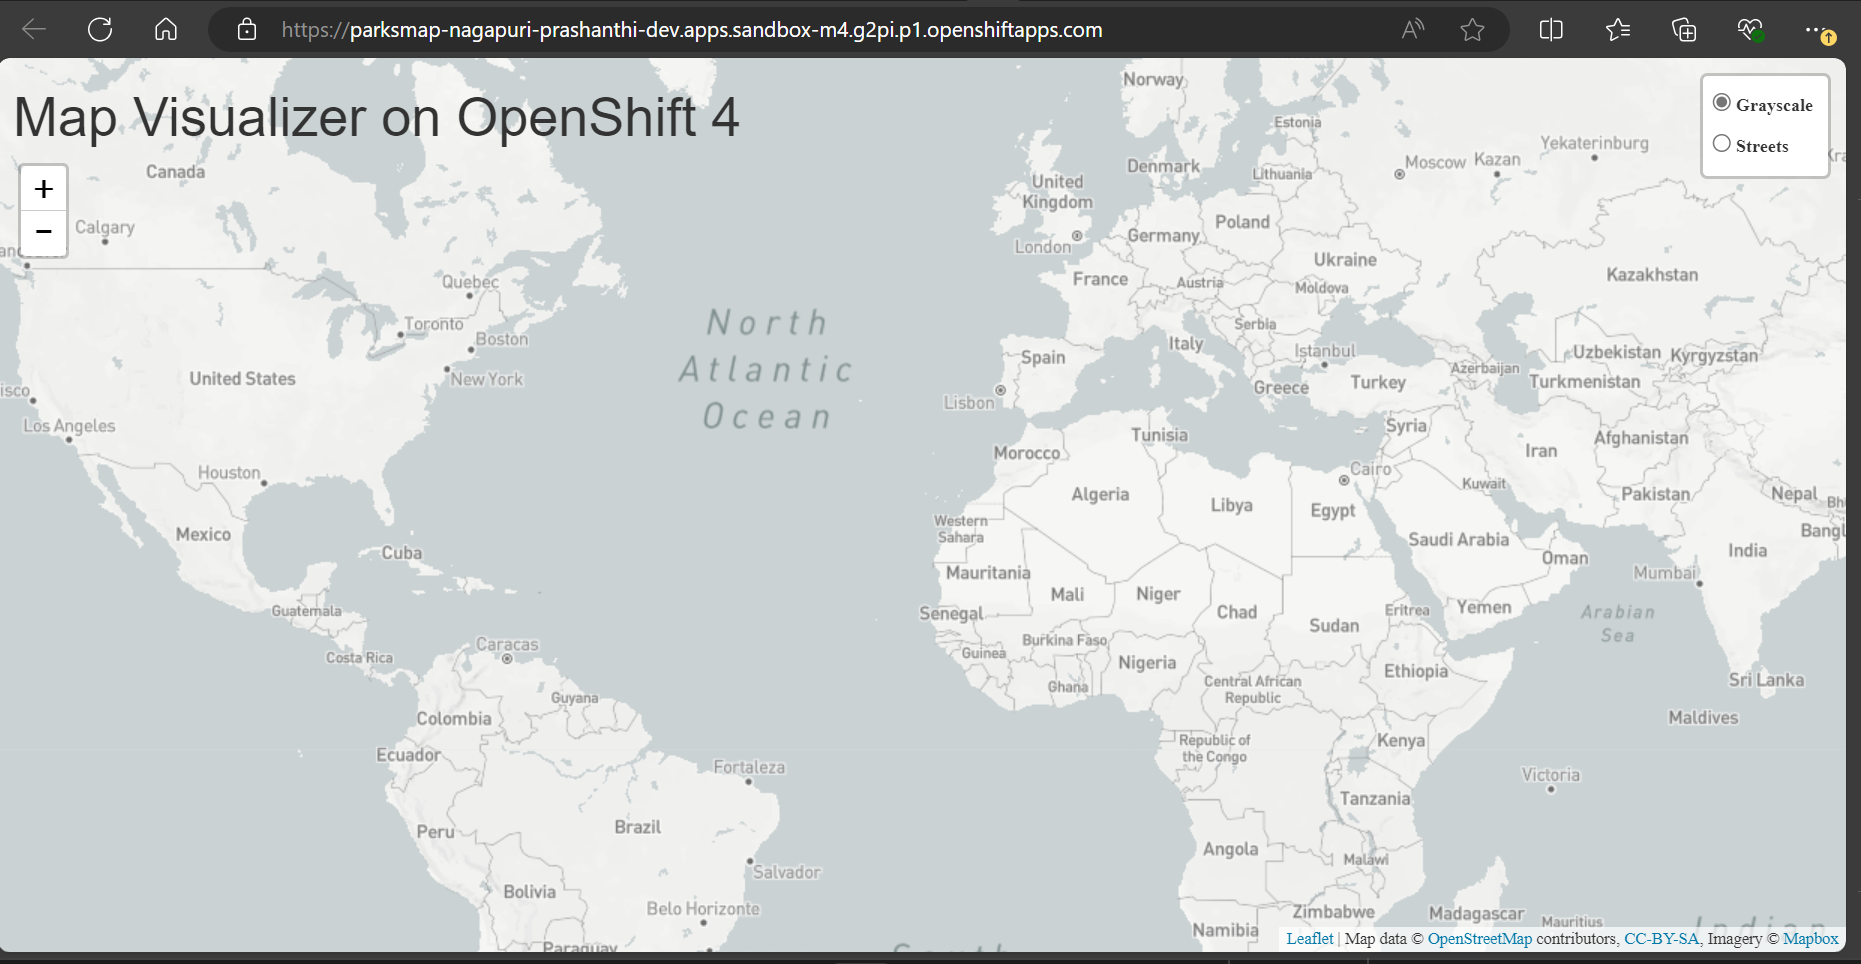 https://parksmap-nagapuri-prashanthi-dev.apps.sandbox-m4.g2pi.p1.openshiftapps.com
Map Visualizer on OpenShift 4
+
−
Grayscale
Streets
Norway
Estonia
Yekaterinburg
Moscow
Kazan
Kra
Denmark
Lithuania
Canada
United
Kingdom
Calgary
Poland
Germany
London
anc
Ukraine
Kazakhstan
France
Austria
Moldova
Quebec
Toronto
Boston
Serbia
Istanbul
Italy
Uzbekistan
Kyrgyzstan
Spain
Azerbaijan
Turkmenistan
North
Atlantic
Ocean
United States
New York
Greece
Turkey
isco
Lisbon
Los Angeles
Tunisia
Syria
Afghanistan
Morocco
Iran
Houston
Cairo
Kuwait
Algeria
Libya
Egypt
Pakistan
Nepal
Bh
Western
Sahara
Bangl
Mexico
Saudi Arabia
India
Cuba
Oman
Mauritania
Mumbai
Mali
Niger
Chad
Guatemala
Senegal
Eritrea
Yemen
Arabian
Sea
Sudan
Burkina Faso
Caracas
Guinea
Costa Rica
Nigeria
Ethiopia
Central African
Republic
Ghana
Sri Lanka
Guyana
Colombia
Maldives
Ecuador
Republic of
the Congo
Kenya
Fortaleza
Victoria
Tanzania
Brazil
Peru
Angola
Malawi
Salvador
Bolivia
Belo Horizonte
Zimbabwe
Madagascar
Mauritius
Namibia
Indian
Paraguay
South
Leaflet | Map data © OpenStreetMap contributors, CC-BY-SA, Imagery © Mapbox